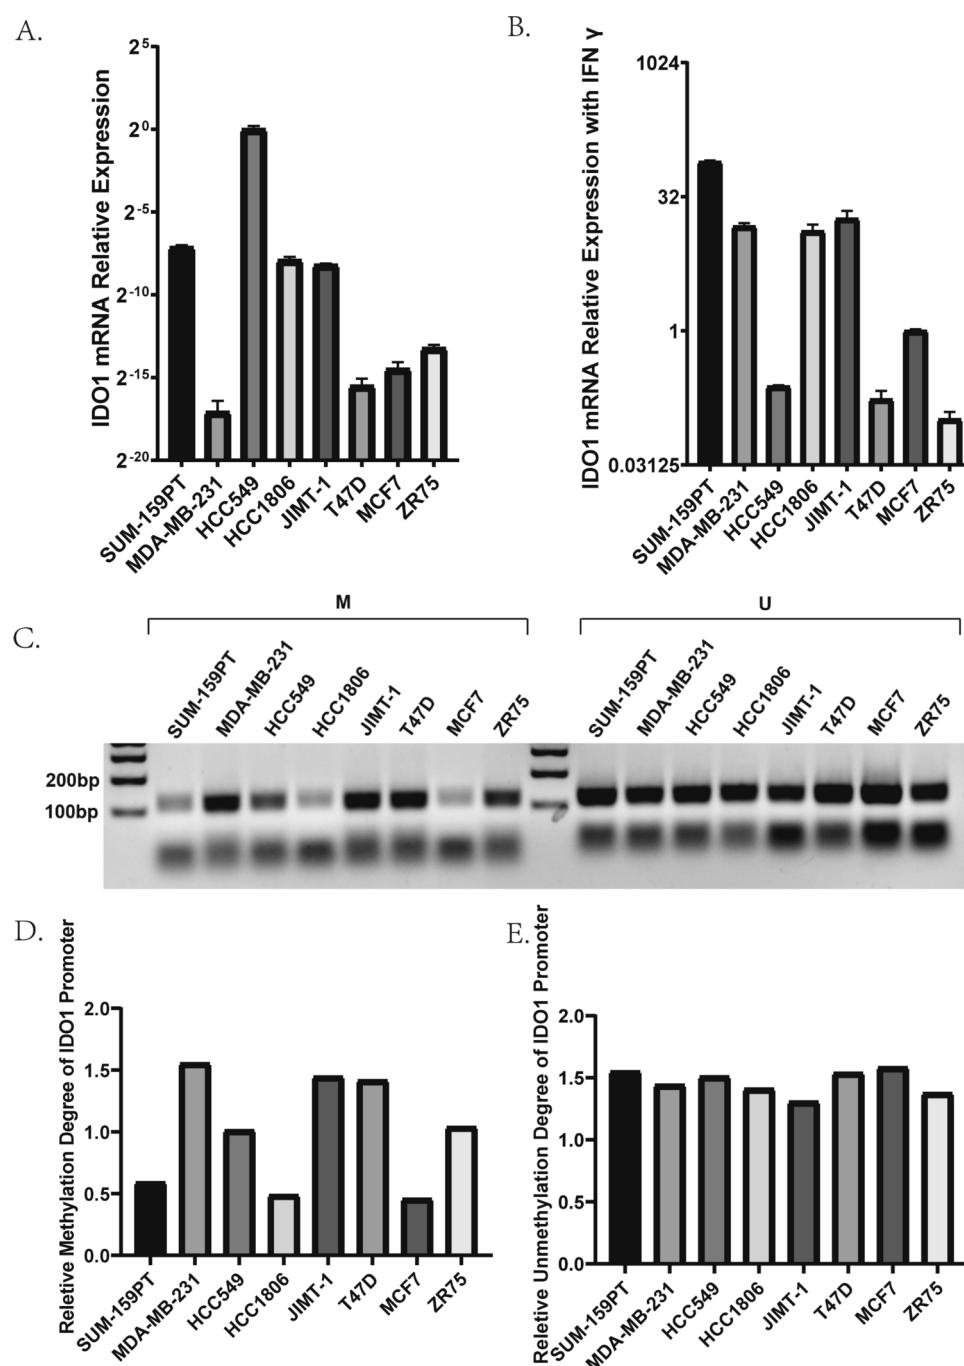 A.
IDO1 mRNA Relative Expression
2^5
2^0
2^-5
2^-10
2^-15
2^-20
SUM-159PT
MDA-MB-231
HCC549
HCC1806
JIMT-1
T47D
MCF7
ZR75
B.
IDO1 mRNA Relative Expression with IFN γ
1024
32
1
0.03125
SUM-159PT
MDA-MB-231
HCC549
HCC1806
JIMT-1
T47D
MCF7
ZR75
C.
M
U
SUM-159PT
MDA-MB-231
HCC549
HCC1806
JIMT-1
T47D
MCF7
ZR75
SUM-159PT
MDA-MB-231
HCC549
HCC1806
JIMT-1
T47D
MCF7
ZR75
200bp
100bp
D.
Reletive Methylation Degree of IDO1 Promoter
2.0
1.5
1.0
0.5
0.0
SUM-159PT
MDA-MB-231
HCC549
HCC1806
JIMT-1
T47D
MCF7
ZR75
E.
Reletive Unmethylation Degree of IDO1 Promoter
2.0
1.5
1.0
0.5
0.0
SUM-159PT
MDA-MB-231
HCC549
HCC1806
JIMT-1
T47D
MCF7
ZR75